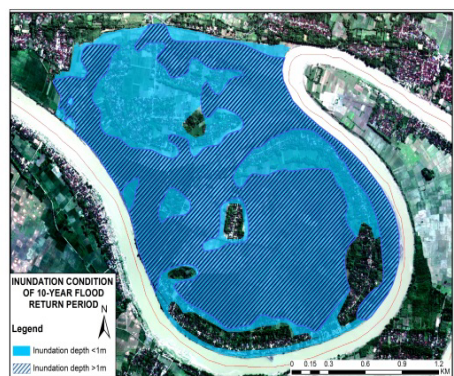 INUNDATION CONDITION
OF 10-YEAR FLOOD
RETURN PERIOD
N
Legend
Inundation depth <1m
Inundation depth >1m
0 0.15 0.3 0.6 0.9 1.2
KM